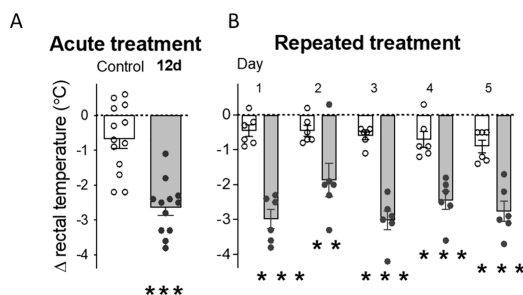 A
B
Acute treatment
Repeated treatment
Control 12d
Day
1 2 3 4 5
Δ rectal temperature (°C)
0
-1
-2
-3
-4
***
0
-1
-2
-3
-4
*** ** *** *** ***